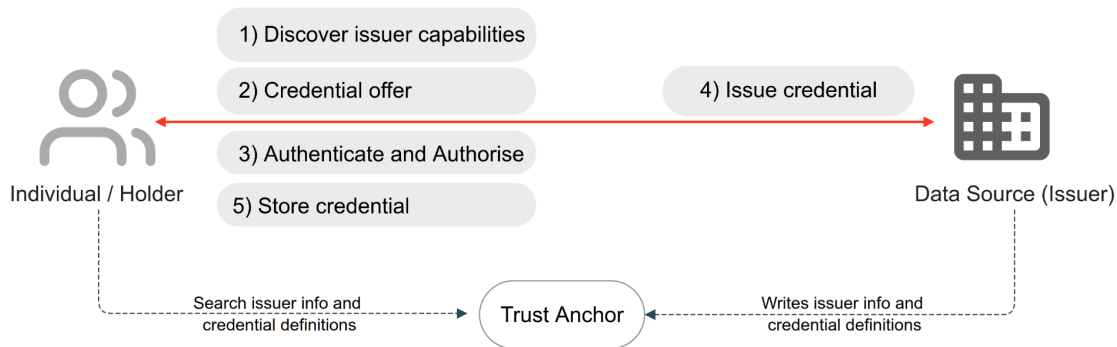 1) Discover issuer capabilities
2) Credential offer
4) Issue credential
3) Authenticate and Authorise
5) Store credential
Individual / Holder
Data Source (Issuer)
Search issuer info and
credential definitions
Trust Anchor
Writes issuer info and
credential definitions